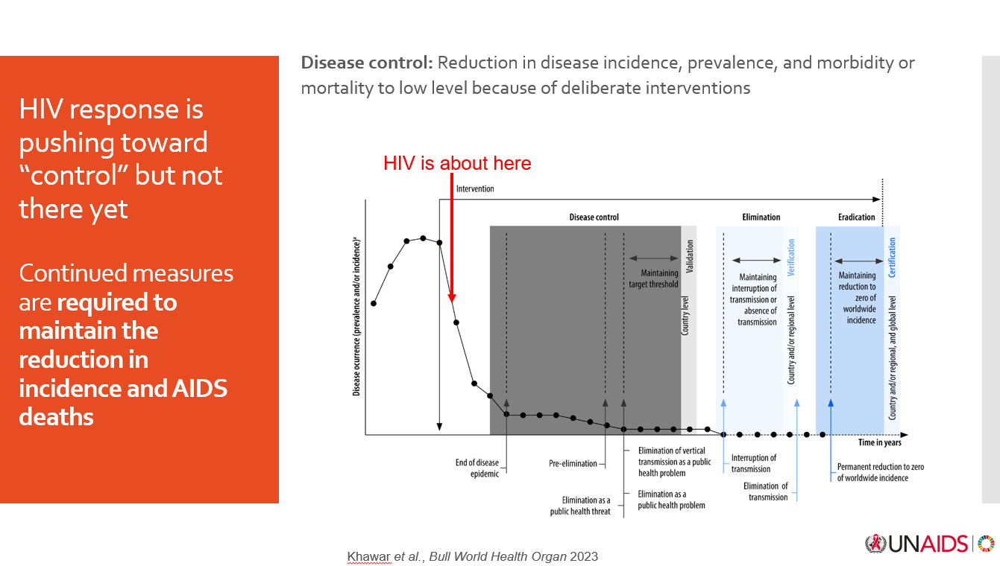 HIV response is
pushing toward
“control” but not
there yet
Continued measures
are required to
maintain the
reduction in
incidence and AIDS
deaths
Disease control: Reduction in disease incidence, prevalence, and morbidity or
mortality to low level because of deliberate interventions
HIV is about here
Intervention
Disease control
Elimination
Eradication
Disease ocurrence (prevalence and/or incidence)ª
Maintaining
target threshold
Validation
Country level
Maintaining
interruption of
transmission or
absence of
transmission
Verification
Country and/or regional level
Maintaining
reduction to
zero of
worldwide
incidence
Certification
Country and/or regional, and global level
Time in years
End of disease
epidemic
Pre-elimination
Elimination as a
public health threat
Elimination of vertical
transmission as a public
health problem
Elimination as a
public health problem
Interruption of
transmission
Elimination of
transmission
Permanent reduction to zero
of worldwide incidence
Khawar et al., Bull World Health Organ 2023
UNAIDS